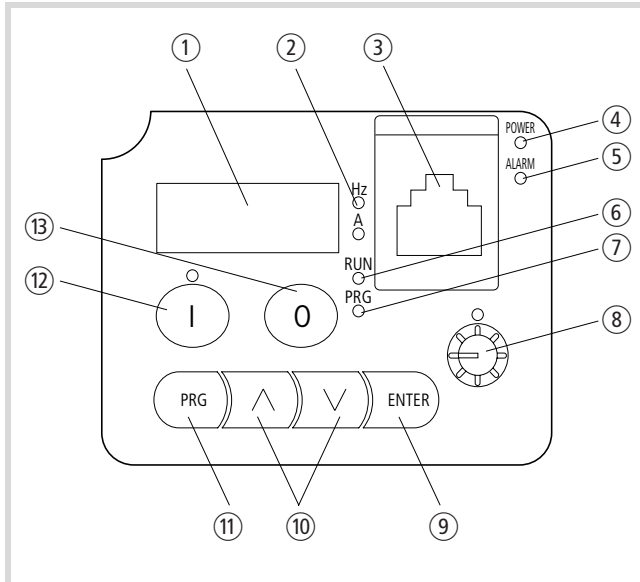 ① ② ③
POWER ④
ALARM ⑤
Hz
A
⑬ RUN ⑥
⑫ PRG ⑦
I 0 ⑧
PRG ∧ ∨ ENTER
⑪ ⑩ ⑨